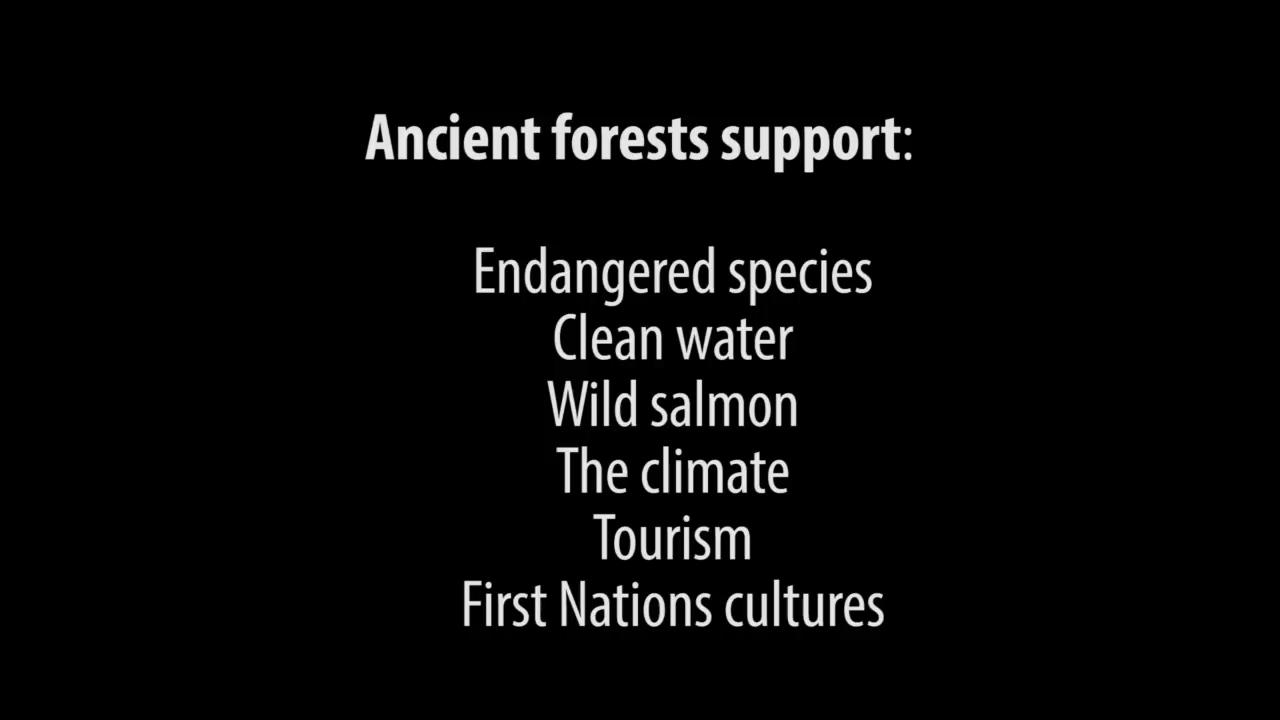 Ancient forests support:
Endangered species
Clean water
Wild salmon
The climate
Tourism
First Nations cultures